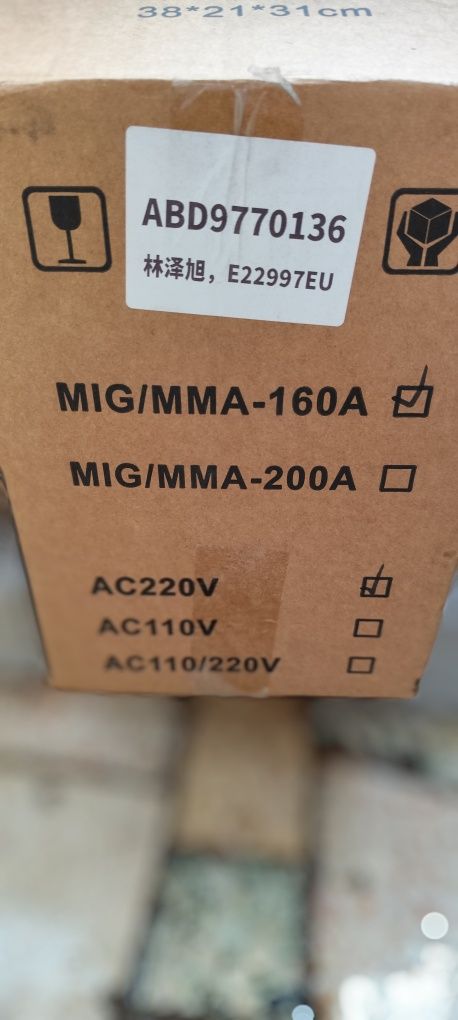 38*21*31cm
ABD9770136
林泽旭，E22997EU
MIG/MMA-160A
MIG/MMA-200A
AC220V
AC110V
AC110/220V